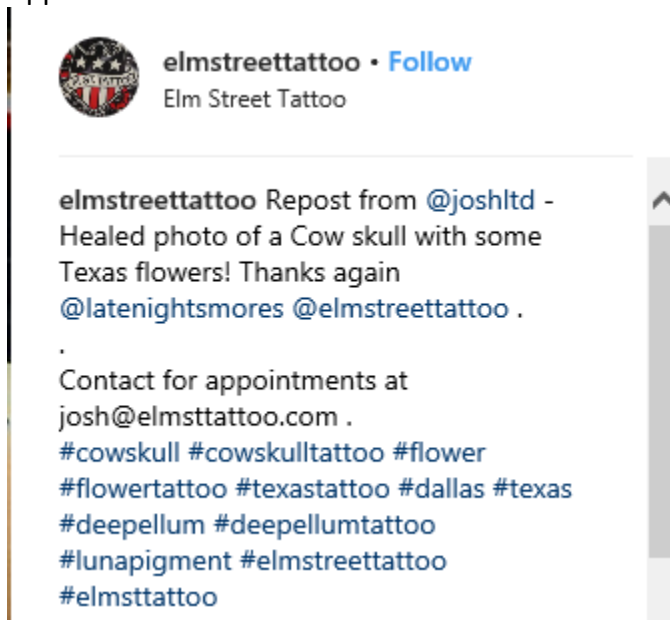 elmstreettattoo • Follow
Elm Street Tattoo
elmstreettattoo Repost from @joshltd -
Healed photo of a Cow skull with some
Texas flowers! Thanks again
@latenightsmores @elmstreettattoo .
.
Contact for appointments at
josh@elmsttattoo.com .
#cowskull #cowskulltattoo #flower
#flowertattoo #texastattoo #dallas #texas
#deepellum #deepellumtattoo
#lunapigment #elmstreettattoo
#elmsttattoo